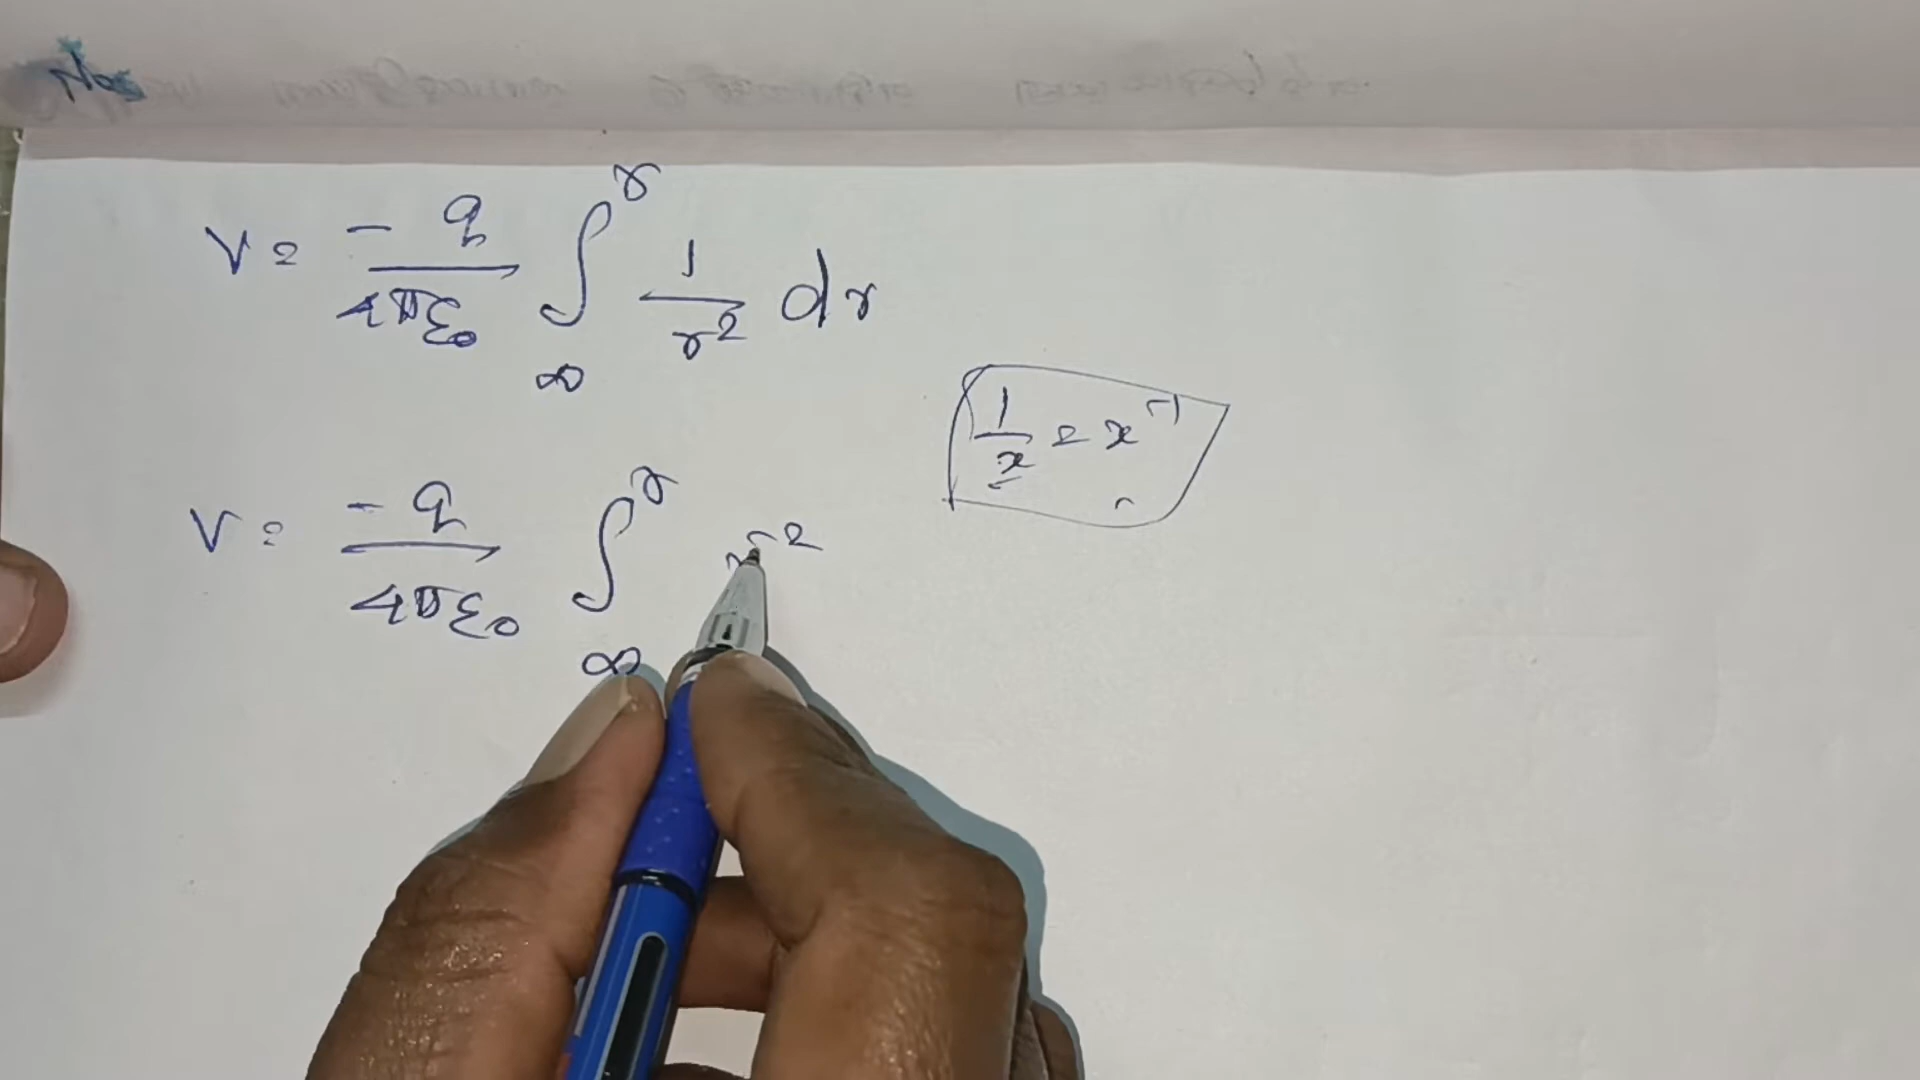 V = -q/4πε₀ ∫_∞^r 1/r² dr
1/x = x⁻¹
V = -q/4πε₀ ∫_∞^r r⁻²